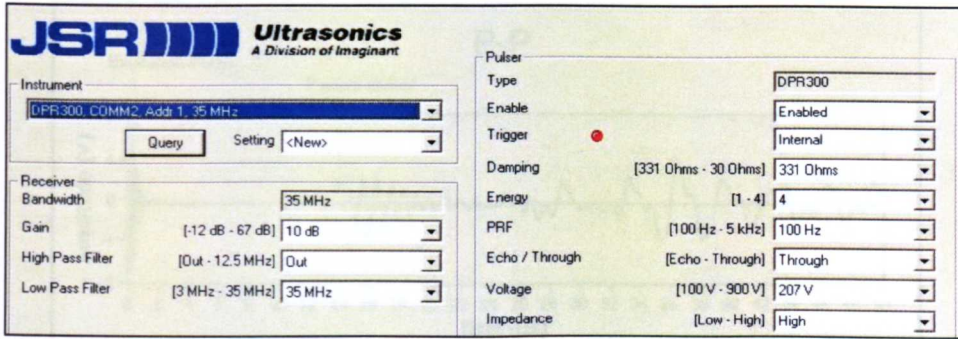 JSR Ultrasonics
A Division of Imaginant
Instrument
DPR300, COMM2, Addr 1, 35 MHz
Query Setting <New>
Receiver
Bandwidth 35 MHz
Gain [-12 dB - 67 dB] 10 dB
High Pass Filter [Out - 12.5 MHz] Out
Low Pass Filter [3 MHz - 35 MHz] 35 MHz
Pulser
Type DPR300
Enable Enabled
Trigger Internal
Damping [331 Ohms - 30 Ohms] 331 Ohms
Energy [1 - 4] 4
PRF [100 Hz - 5 kHz] 100 Hz
Echo / Through [Echo - Through] Through
Voltage [100 V - 900 V] 207 V
Impedance [Low - High] High